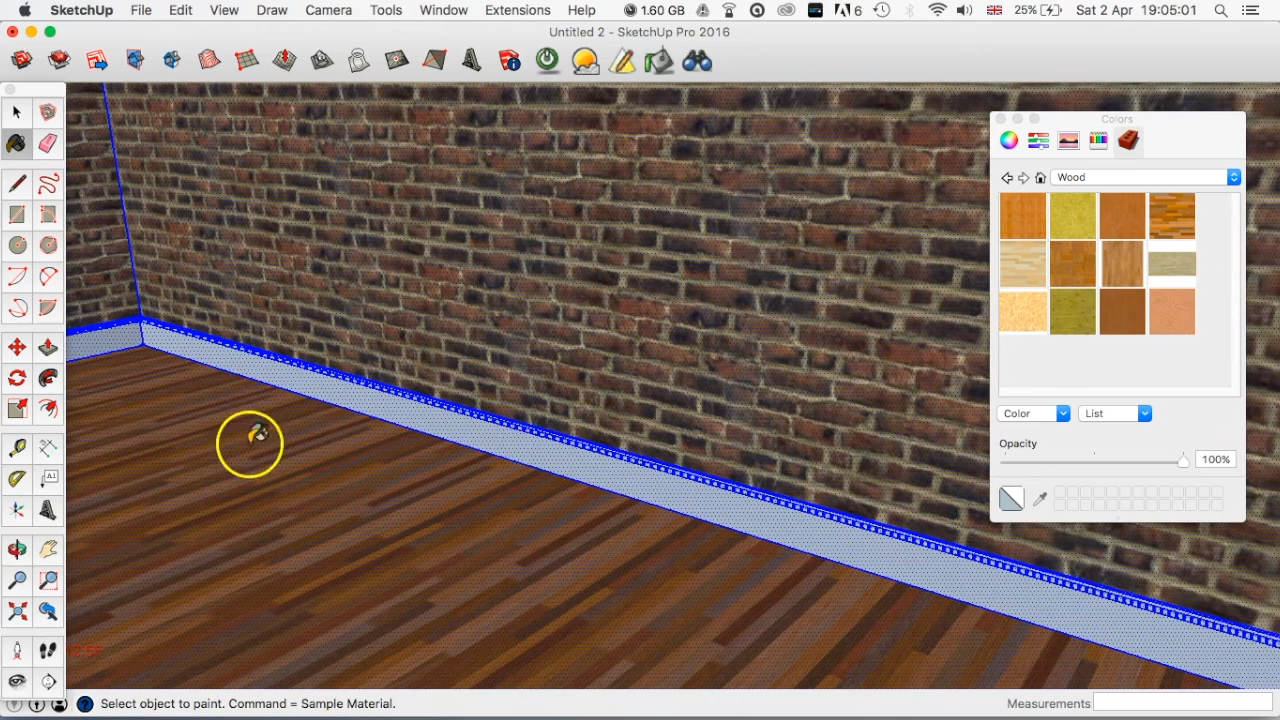 SketchUp File Edit View Draw Camera Tools Window Extensions Help 1.60 GB 6 25% Sat 2 Apr 19:05:01
Untitled 2 - SketchUp Pro 2016
Colors
Wood
Color List
Opacity
100%
A1
Select object to paint. Command = Sample Material.
Measurements